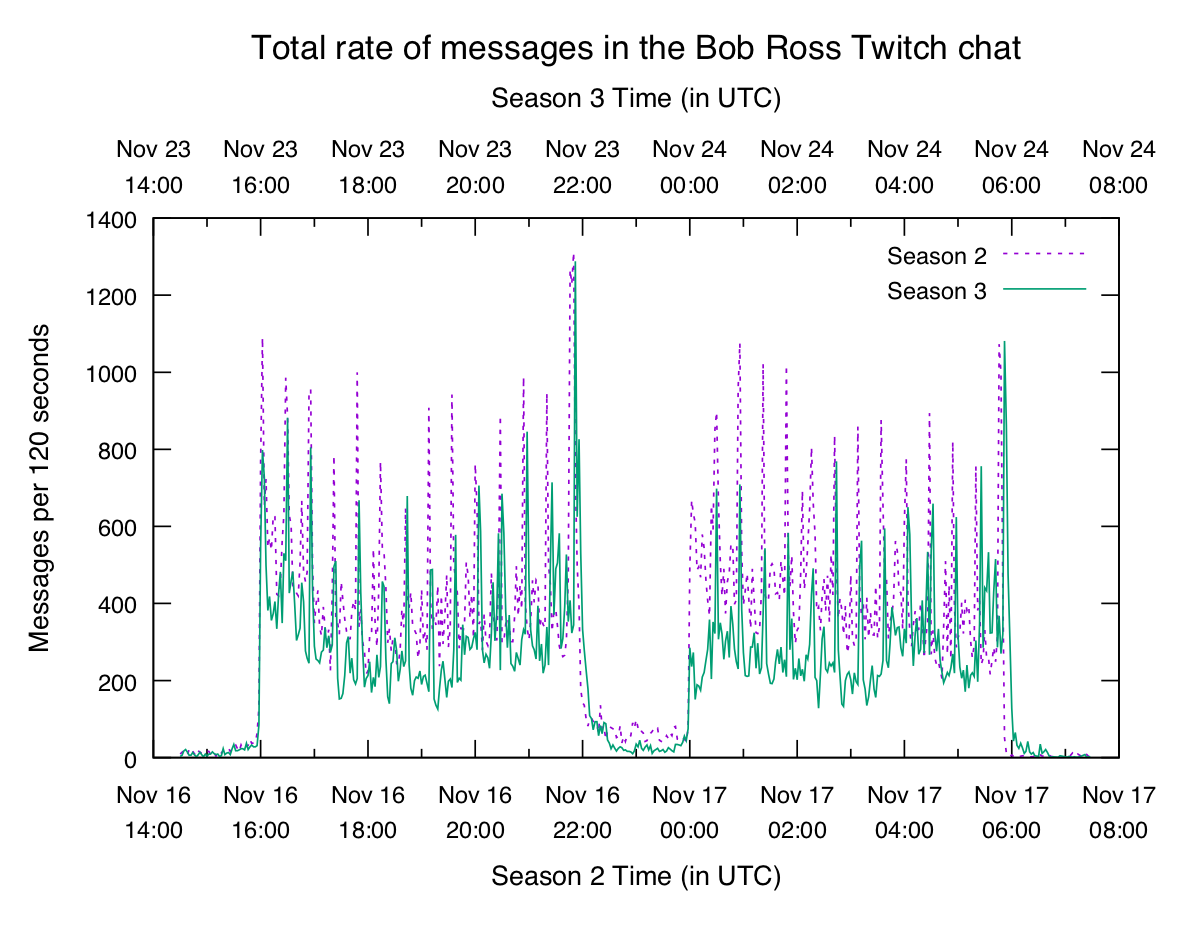 Total rate of messages in the Bob Ross Twitch chat
Season 3 Time (in UTC)
Nov 23 Nov 23 Nov 23 Nov 23 Nov 23 Nov 24 Nov 24 Nov 24 Nov 24 Nov 24
14:00 16:00 18:00 20:00 22:00 00:00 02:00 04:00 06:00 08:00
1400
Season 2
Season 3
1200
1000
800
600
400
200
0
Messages per 120 seconds
Nov 16 Nov 16 Nov 16 Nov 16 Nov 16 Nov 17 Nov 17 Nov 17 Nov 17 Nov 17
14:00 16:00 18:00 20:00 22:00 00:00 02:00 04:00 06:00 08:00
Season 2 Time (in UTC)